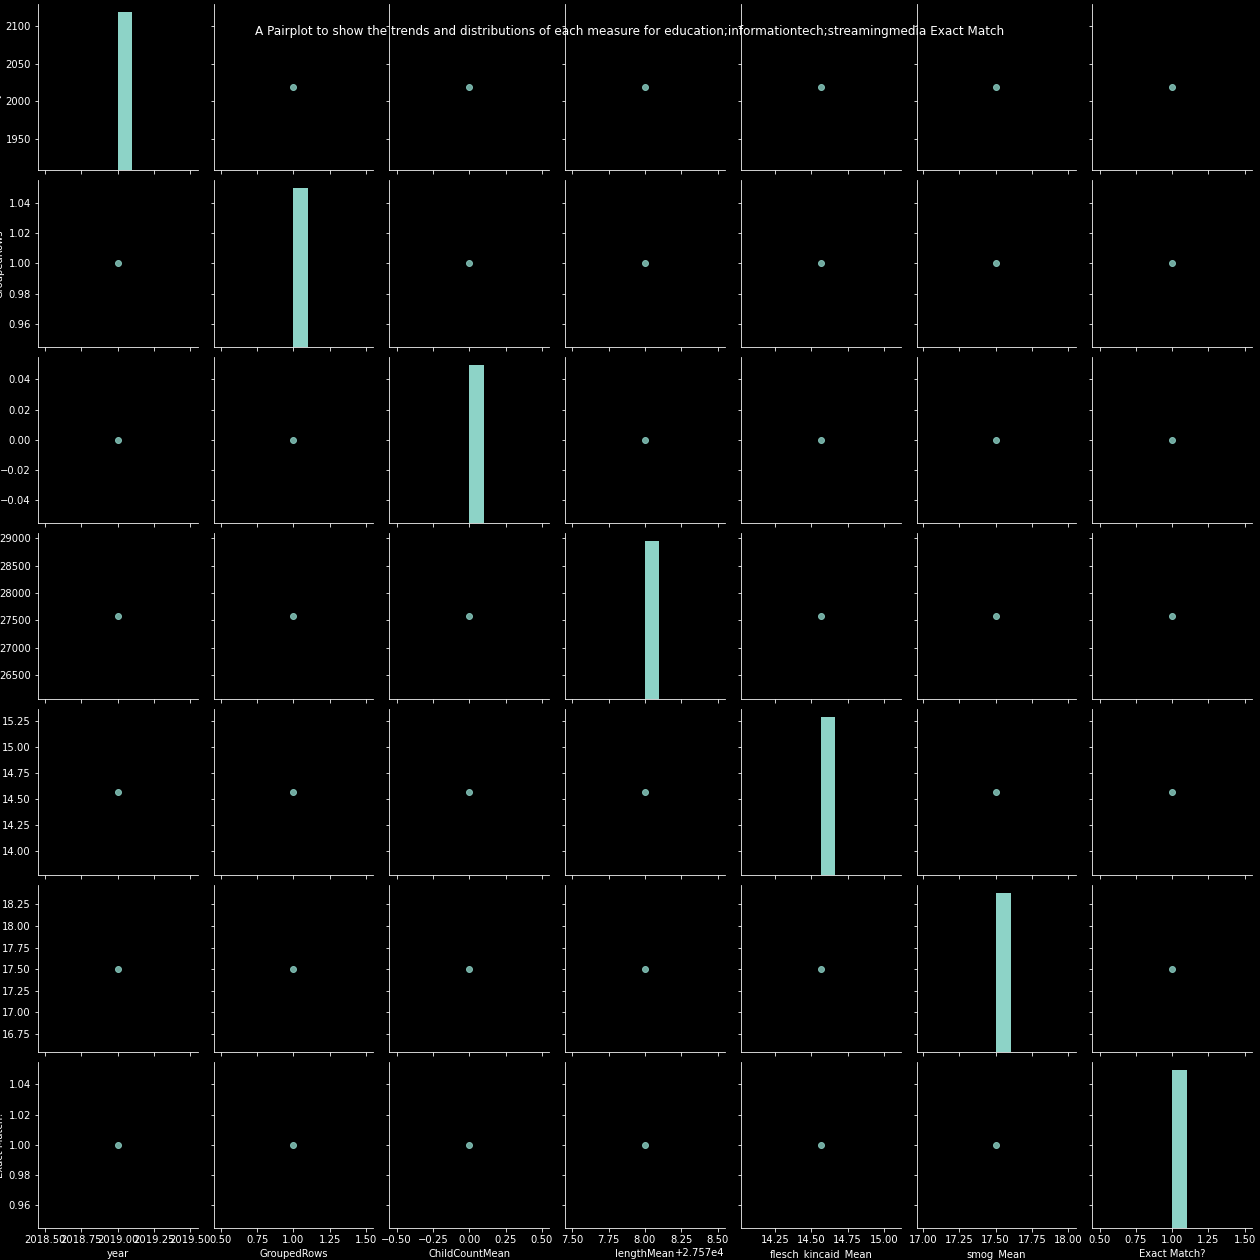 A Pairplot to show the trends and distributions of each measure for education;informationtech;streamingmedia Exact Match
2100
2050
2000
1950
1.04
1.02
1.00
0.98
0.96
0.04
0.02
0.00
−0.02
−0.04
29000
28500
28000
27500
27000
26500
15.25
15.00
14.75
14.50
14.25
14.00
18.25
18.00
17.75
17.50
17.25
17.00
16.75
1.04
1.02
1.00
0.98
0.96
2018.50 2018.75 2019.00 2019.25 2019.50
year
0.50 0.75 1.00 1.25 1.50
GroupedRows
−0.50 −0.25 0.00 0.25 0.50
ChildCountMean
7.50 7.75 8.00 8.25 8.50
lengthMean +2.757e4
14.25 14.50 14.75 15.00
flesch_kincaid_Mean
17.00 17.25 17.50 17.75 18.00
smog_Mean
0.50 0.75 1.00 1.25 1.50
Exact Match?